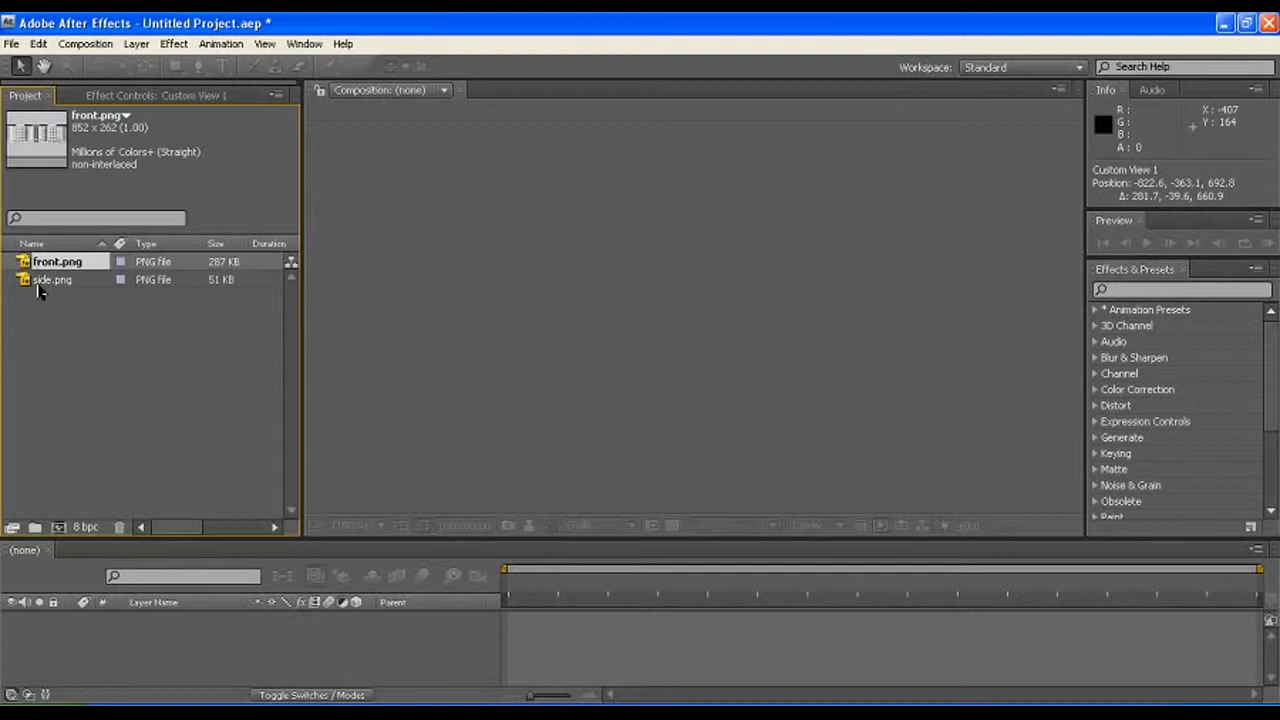 Adobe After Effects - Untitled Project.aep *
File Edit Composition Layer Effect Animation View Window Help
Workspace: Standard Search Help
Project Effect Controls: Custom View 1 Composition: (none) Info Audio
front.png
852 x 262 (1.00)
Millions of Colors+ (Straight)
non-interlaced
R : X : -407
G : Y : 164
B :
A : 0
Custom View 1
Position: -822.6, -363.1, 692.8
Δ: 281.7, -39.6, 660.9
Preview
Name Type Size Duration
front.png PNG file 287 KB
side.png PNG file 51 KB
Effects & Presets
* Animation Presets
3D Channel
Audio
Blur & Sharpen
Channel
Color Correction
Distort
Expression Controls
Generate
Keying
Matte
Noise & Grain
Obsolete
Paint
8 bpc
(Full)
(none)
# Layer Name Parent
Toggle Switches / Modes